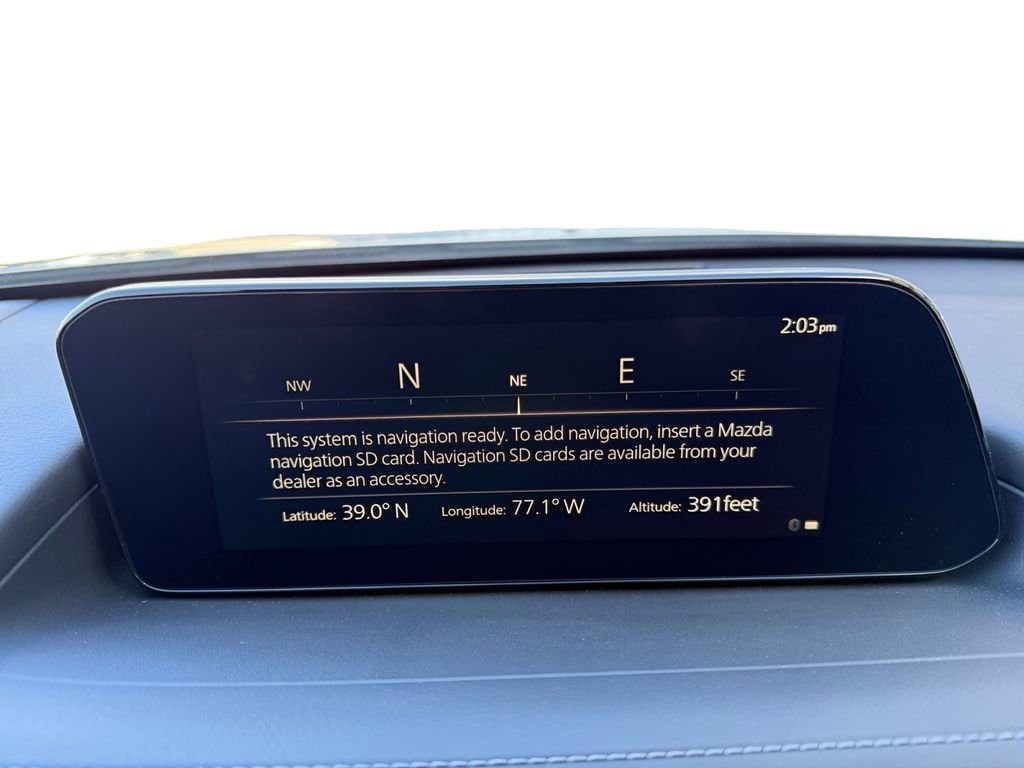 2:03pm
NW N NE E SE
This system is navigation ready. To add navigation, insert a Mazda
navigation SD card. Navigation SD cards are available from your
dealer as an accessory.
Latitude: 39.0° N Longitude: 77.1° W Altitude: 391feet